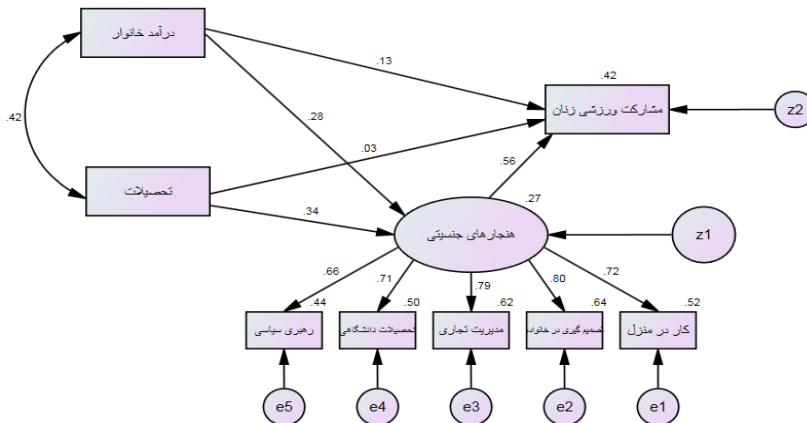 درآمد خانوار
.13
.42
مشارکت ورزشی زنان
z2
.42
.28
.03
.56
تحصیلات
.34
.27
هنجارهای جنسیتی
z1
.66
.71
.79
.80
.72
.44
.50
.62
.64
.52
رهبری سیاسی
تحصیلات دانشگاهی
مدیریت تجاری
تصمیم گیری در خانواده
کار در منزل
e5
e4
e3
e2
e1